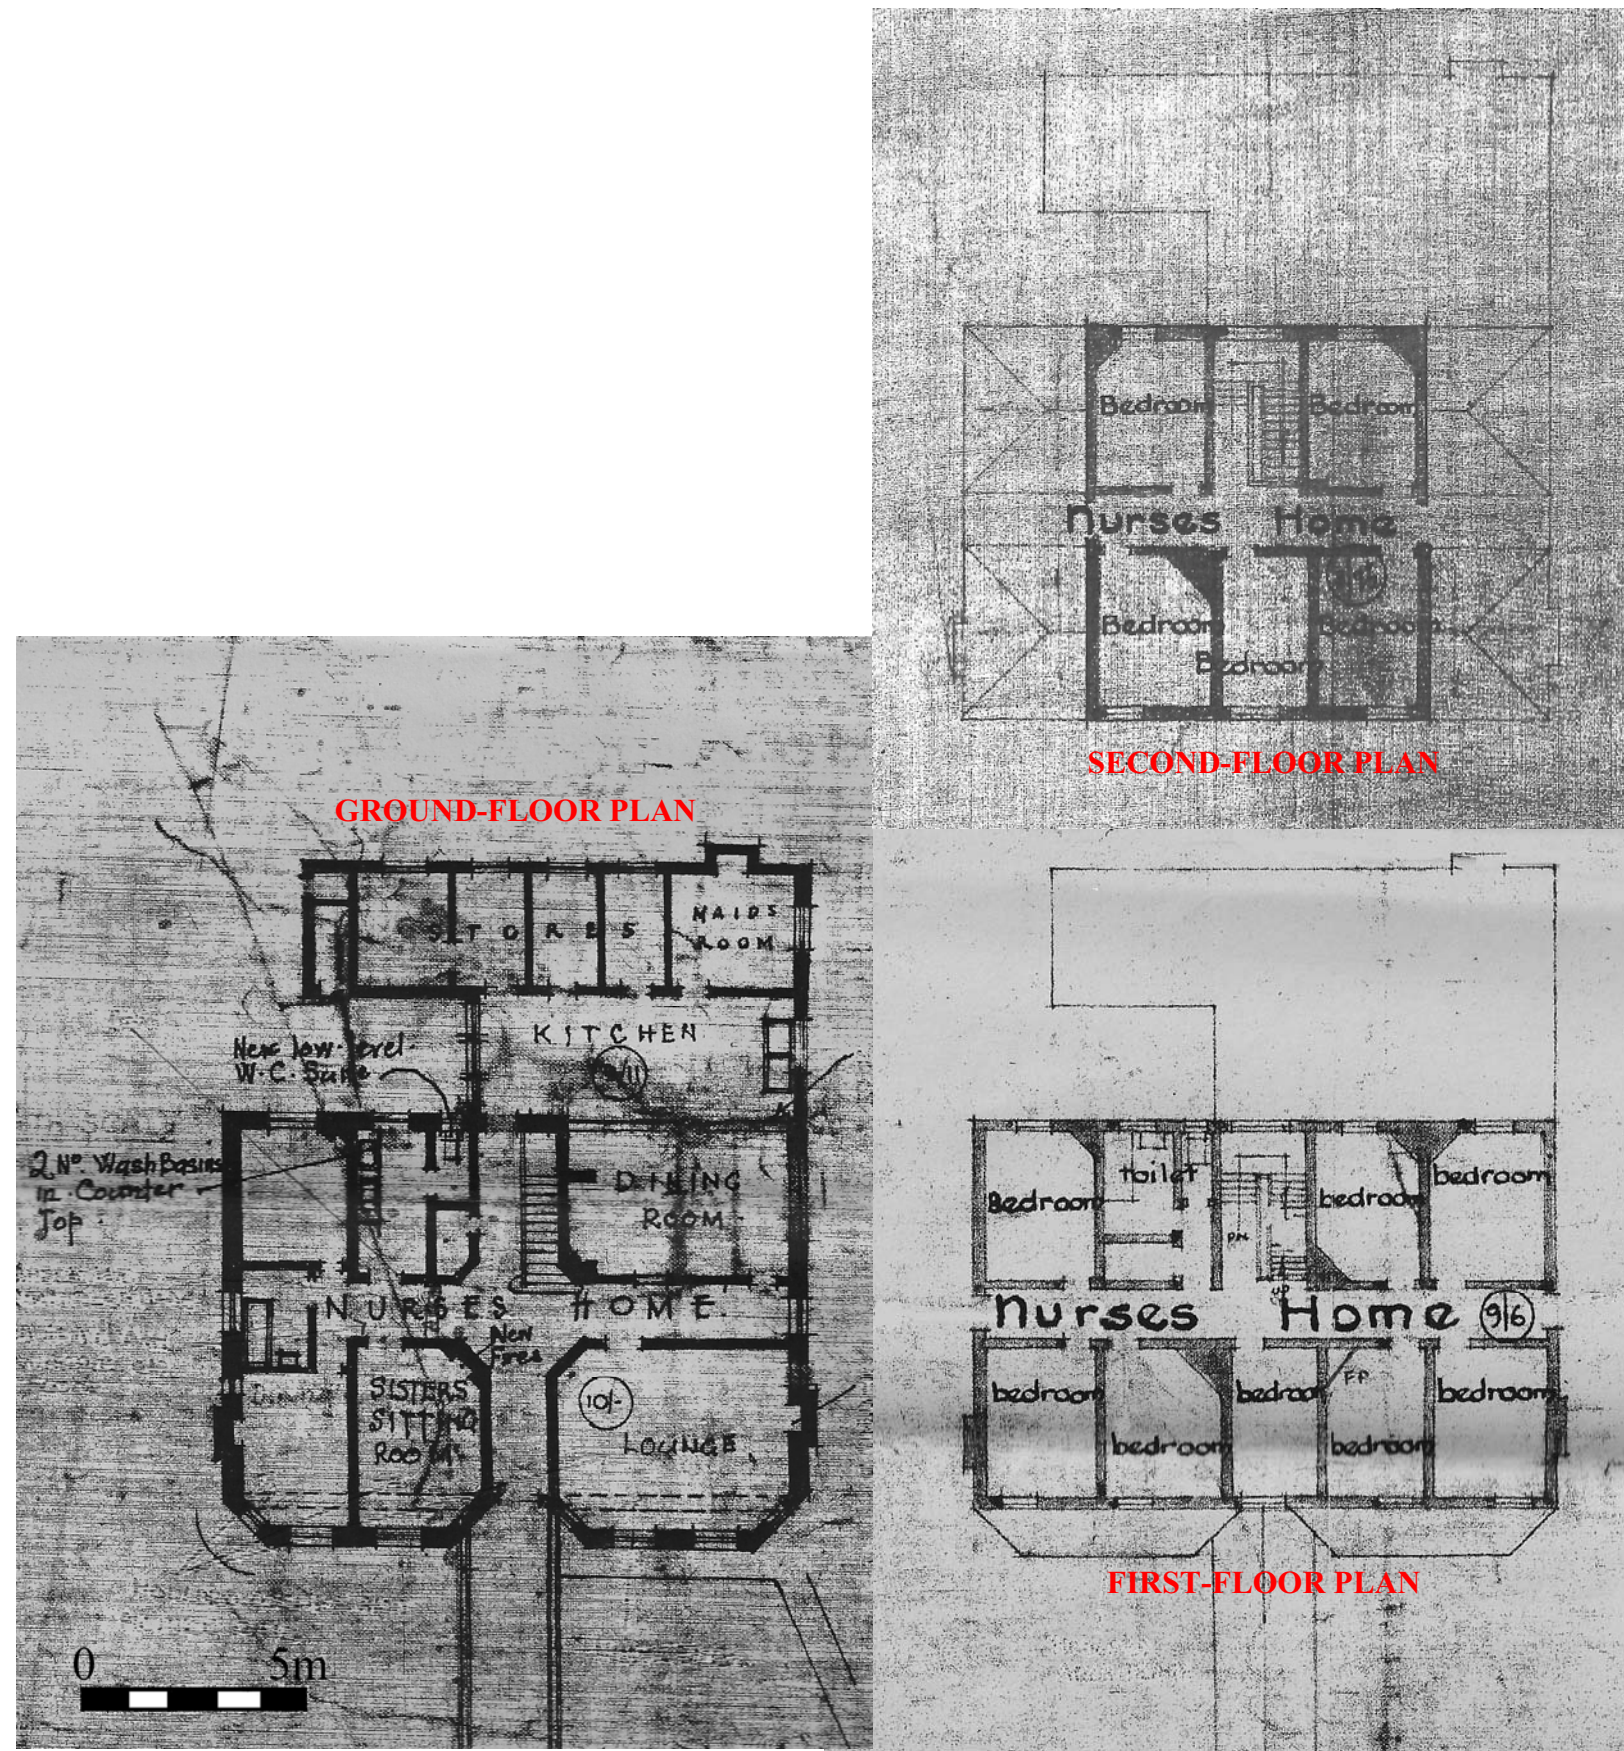 Bedroom
Bedroom
Nurses Home
Bedroom
Bedroom
Bedroom
SECOND-FLOOR PLAN
GROUND-FLOOR PLAN
STORES
MAIDS
ROOM
KITCHEN
New low-level
W.C. Suite
2 No. Wash Basins
in Counter
Top
DINING
ROOM
NURSES HOME.
New
Fires
SISTERS
SITTING
ROOM
10/-
LOUNGE
0 5m
Bedroom
toilet
bedroom
bedroom
up
Nurses Home 9/6
bedroom
bedroom
bedroom
F.P.
bedroom
bedroom
FIRST-FLOOR PLAN